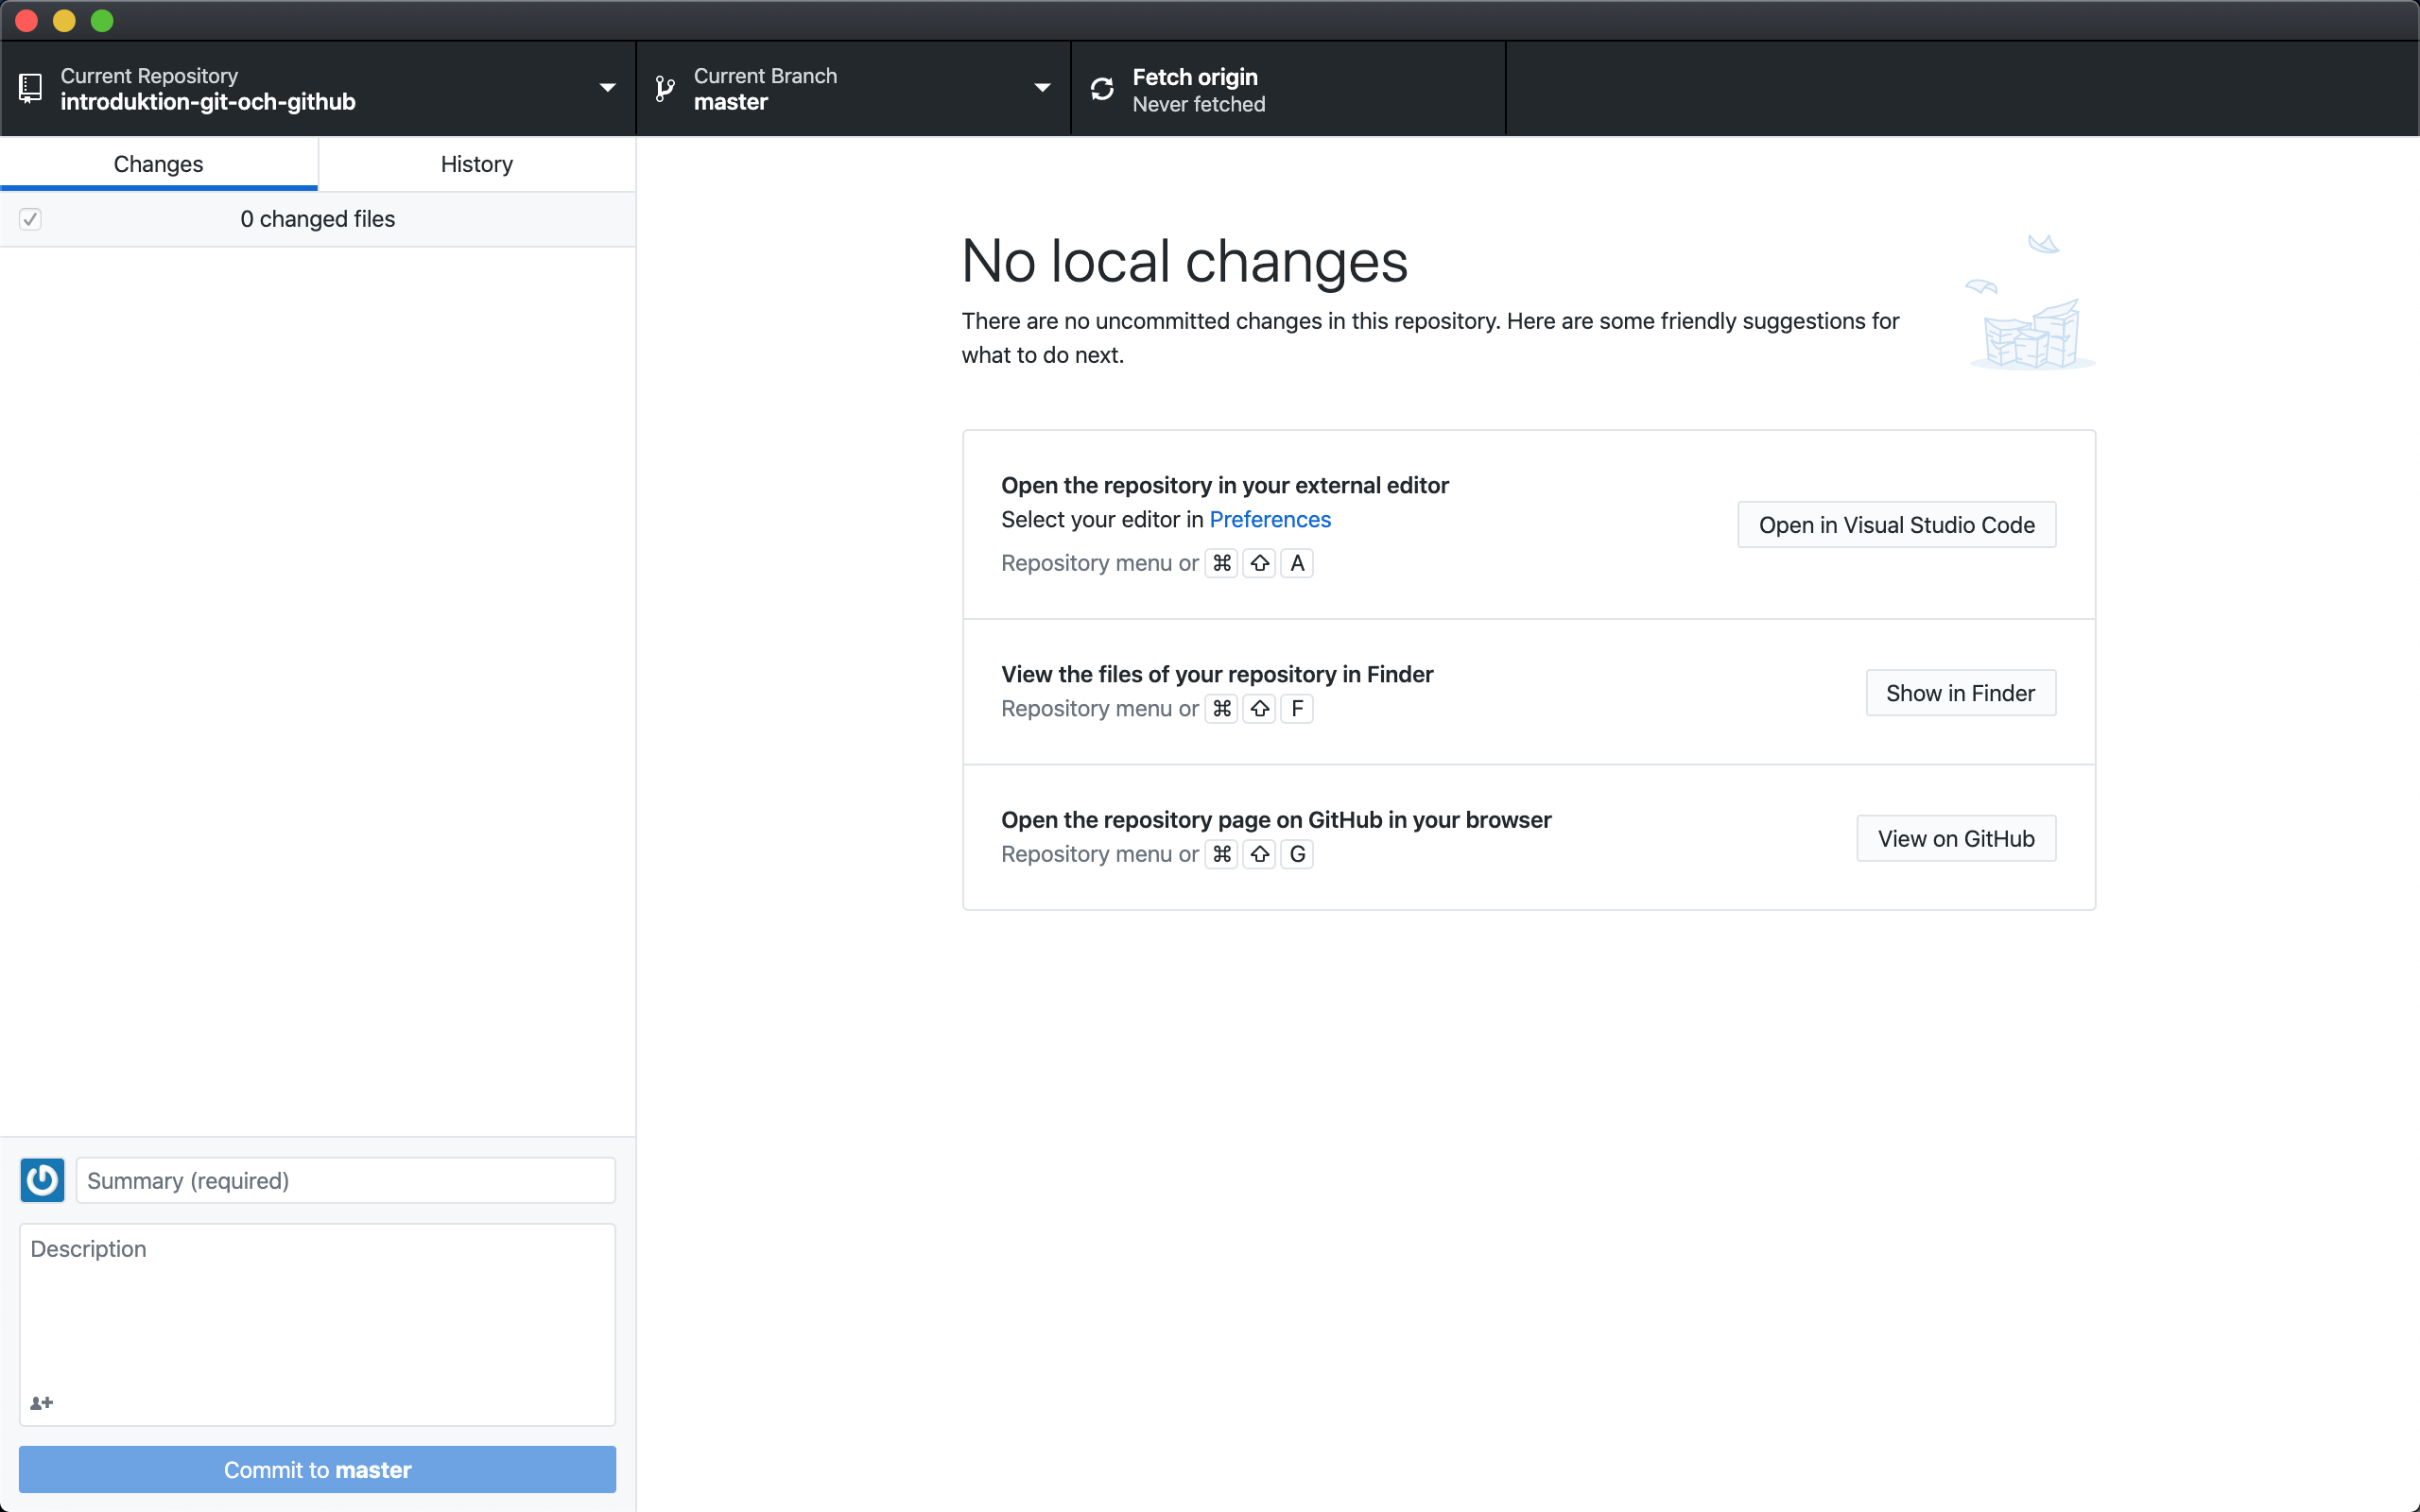 Current Repository
introduktion-git-och-github
Current Branch
master
Fetch origin
Never fetched
Changes
History
0 changed files
No local changes
There are no uncommitted changes in this repository. Here are some friendly suggestions for
what to do next.
Open the repository in your external editor
Select your editor in Preferences
Repository menu or ⌘ ⇧ A
Open in Visual Studio Code
View the files of your repository in Finder
Repository menu or ⌘ ⇧ F
Show in Finder
Open the repository page on GitHub in your browser
Repository menu or ⌘ ⇧ G
View on GitHub
Summary (required)
Description
Commit to master